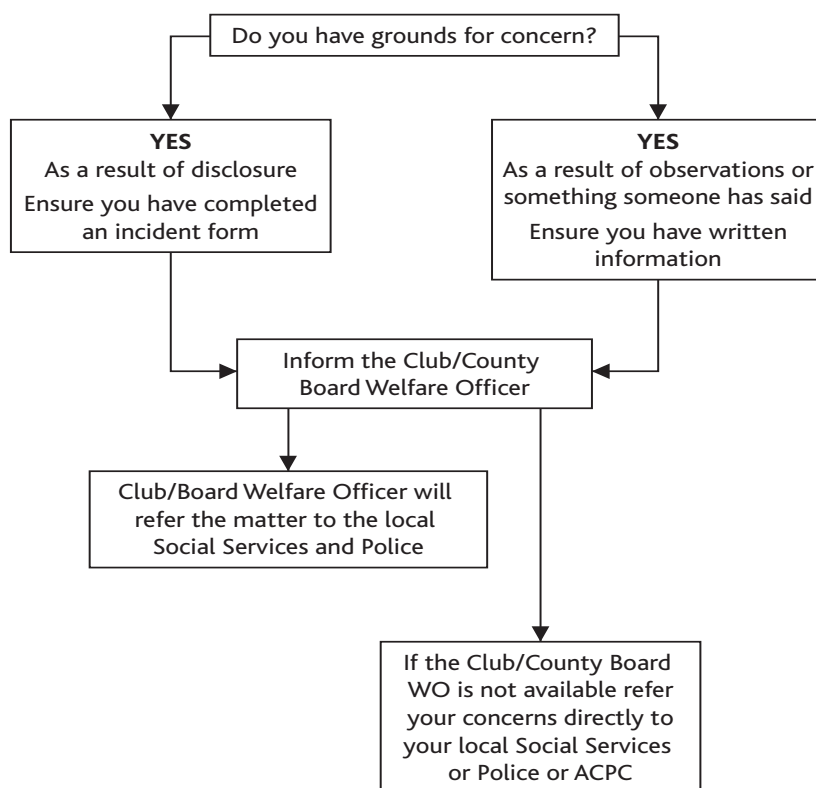 Do you have grounds for concern?
YES
As a result of disclosure
Ensure you have completed
an incident form
YES
As a result of observations or
something someone has said
Ensure you have written
information
Inform the Club/County
Board Welfare Officer
Club/Board Welfare Officer will
refer the matter to the local
Social Services and Police
If the Club/County Board
WO is not available refer
your concerns directly to
your local Social Services
or Police or ACPC